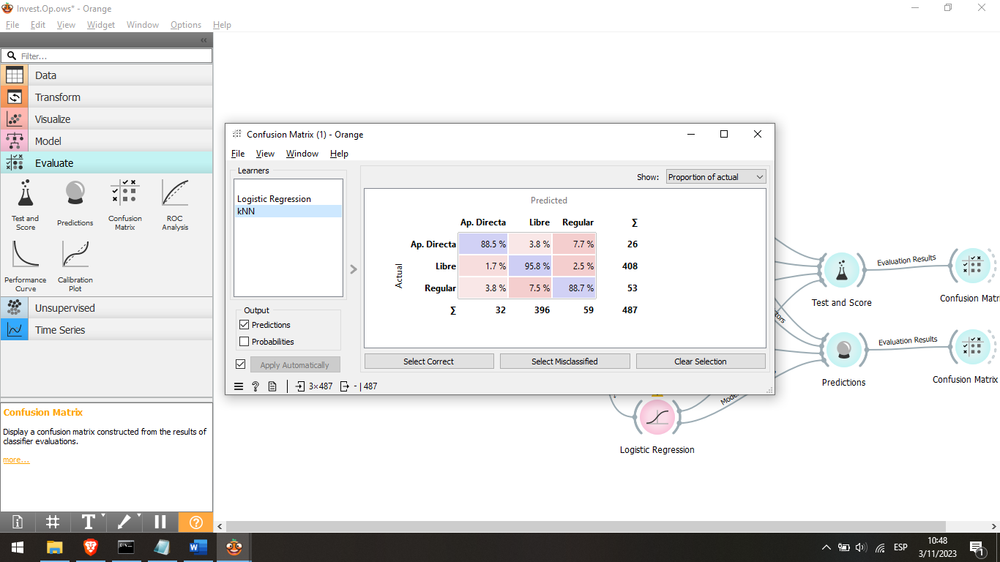 Invest.Op.ows* - Orange
File Edit View Widget Window Options Help
Filter...
Data
Transform
Visualize
Model
Evaluate
Test and Score
Predictions
Confusion Matrix
ROC Analysis
Performance Curve
Calibration Plot
Unsupervised
Time Series
Confusion Matrix
Display a confusion matrix constructed from the results of
classifier evaluations.
more...
Confusion Matrix (1) - Orange
File View Window Help
Learners
Logistic Regression
kNN
Output
Predictions
Probabilities
Apply Automatically
Show: Proportion of actual
Predicted
Ap. Directa Libre Regular ∑
Actual
Ap. Directa 88.5 % 3.8 % 7.7 % 26
Libre 1.7 % 95.8 % 2.5 % 408
Regular 3.8 % 7.5 % 88.7 % 53
∑ 32 396 59 487
Select Correct Select Misclassified Clear Selection
3×487 - | 487
Evaluation Results
Test and Score
Confusion Matr
Evaluation Results
Predictions
Confusion Matrix
Logistic Regression
ESP
10:48
3/11/2023
1